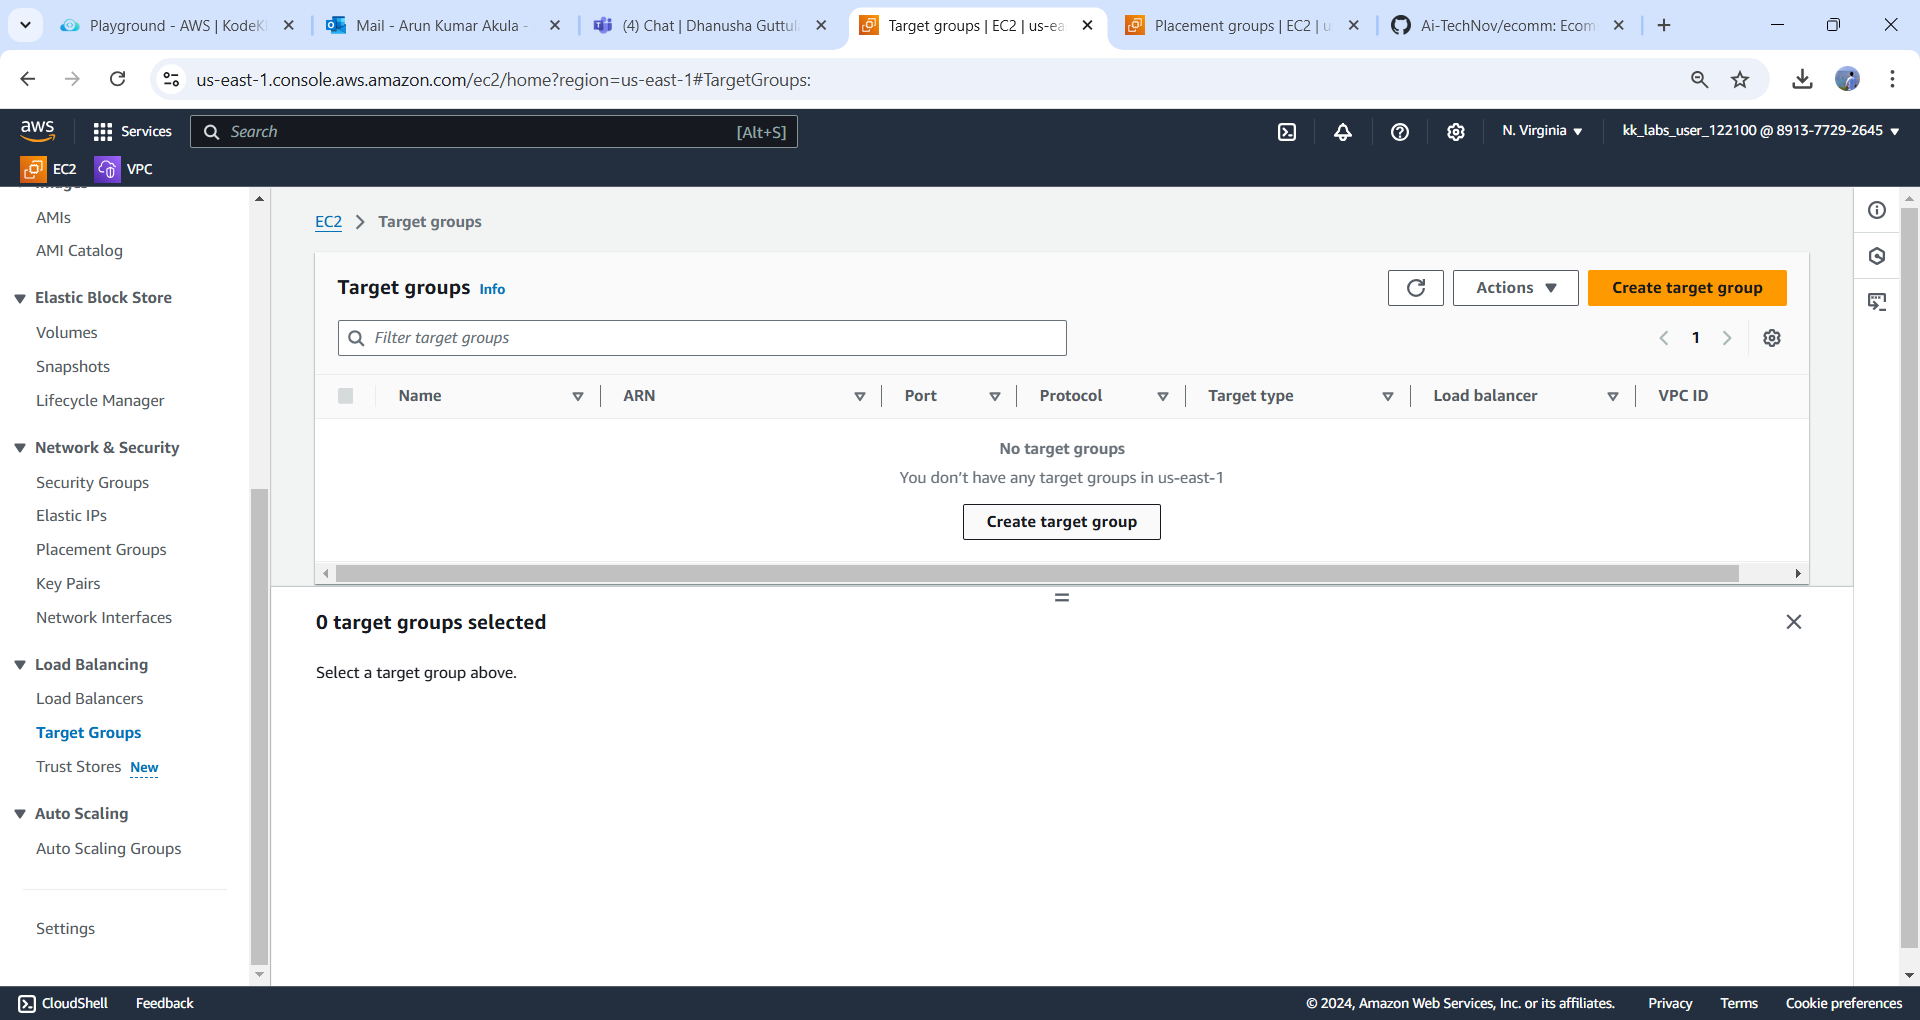 Playground - AWS | KodeK
Mail - Arun Kumar Akula -
(4) Chat | Dhanusha Guttul
Target groups | EC2 | us-ea
Placement groups | EC2 | u
Ai-TechNov/ecomm: Ecom
us-east-1.console.aws.amazon.com/ec2/home?region=us-east-1#TargetGroups:
aws
Services
Search
[Alt+S]
N. Virginia
kk_labs_user_122100 @ 8913-7729-2645
EC2
VPC
Images
AMIs
AMI Catalog
Elastic Block Store
Volumes
Snapshots
Lifecycle Manager
Network & Security
Security Groups
Elastic IPs
Placement Groups
Key Pairs
Network Interfaces
Load Balancing
Load Balancers
Target Groups
Trust Stores New
Auto Scaling
Auto Scaling Groups
Settings
EC2 > Target groups
Target groups Info
Actions
Create target group
Filter target groups
1
Name
ARN
Port
Protocol
Target type
Load balancer
VPC ID
No target groups
You don’t have any target groups in us-east-1
Create target group
0 target groups selected
Select a target group above.
CloudShell
Feedback
© 2024, Amazon Web Services, Inc. or its affiliates.
Privacy
Terms
Cookie preferences